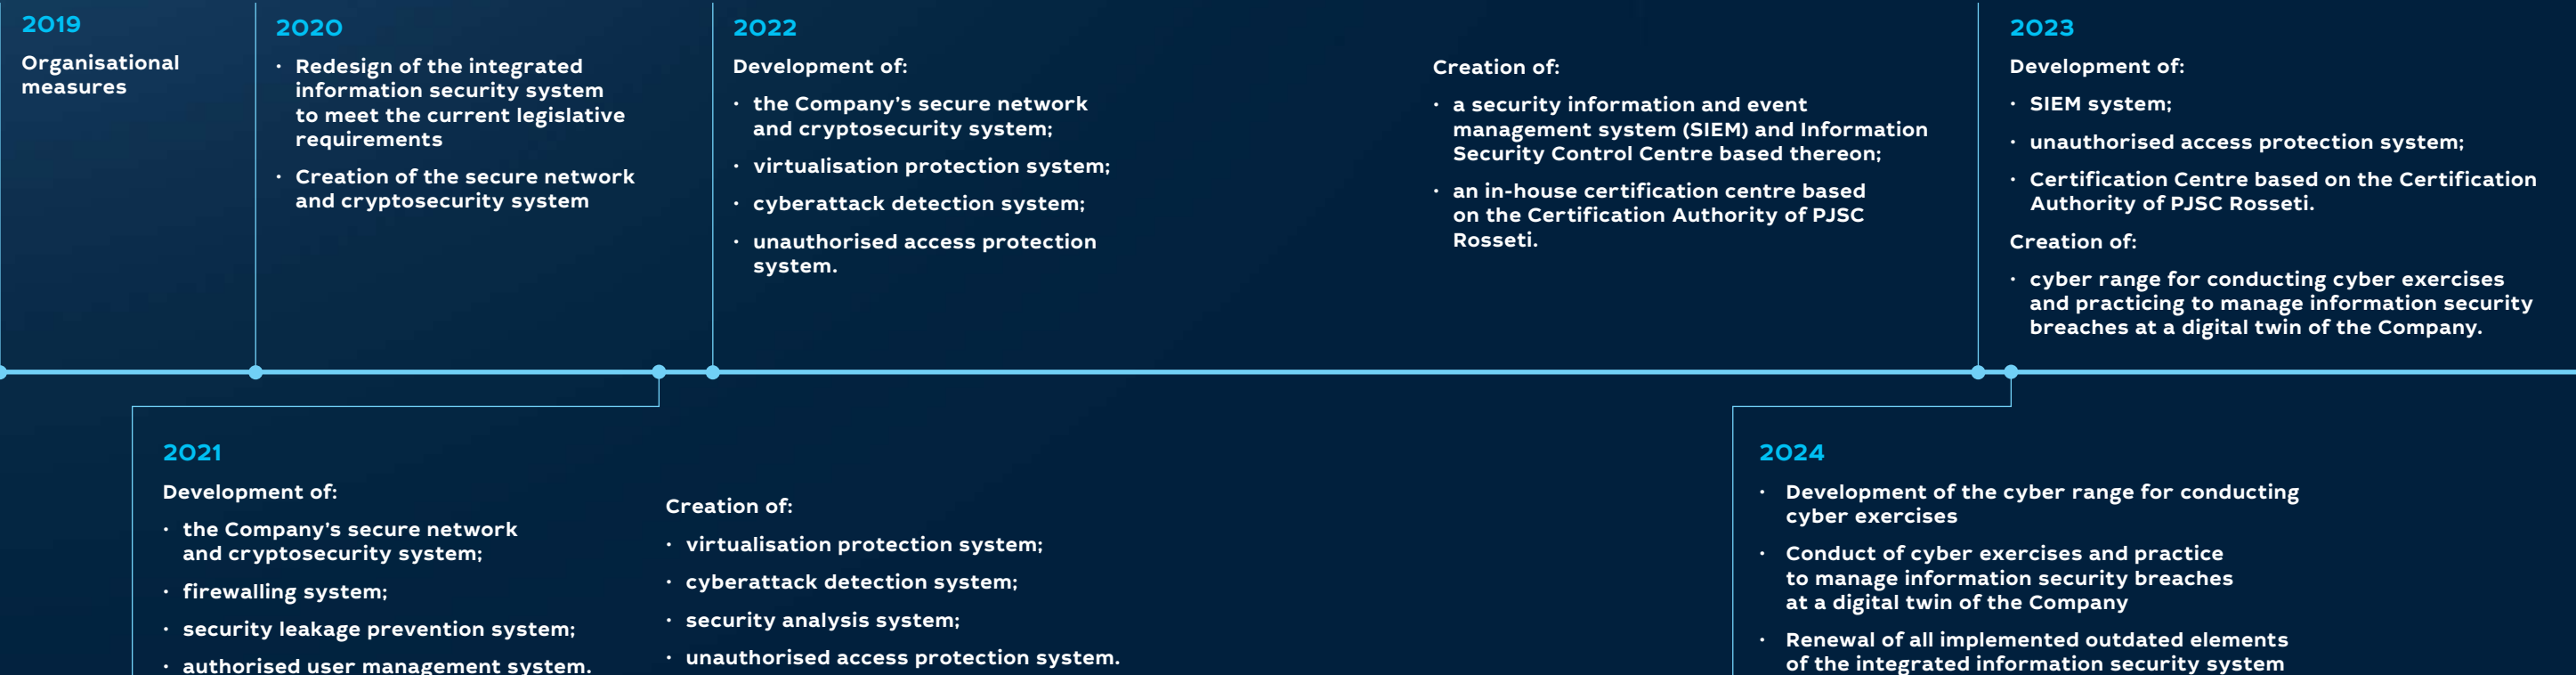 2019
Organisational
measures
2020
· Redesign of the integrated
information security system
to meet the current legislative
requirements
· Creation of the secure network
and cryptosecurity system
2022
Development of:
· the Company’s secure network
and cryptosecurity system;
· virtualisation protection system;
· cyberattack detection system;
· unauthorised access protection
system.
Creation of:
· a security information and event
management system (SIEM) and Information
Security Control Centre based thereon;
· an in-house certification centre based
on the Certification Authority of PJSC
Rosseti.
2023
Development of:
· SIEM system;
· unauthorised access protection system;
· Certification Centre based on the Certification
Authority of PJSC Rosseti.
Creation of:
· cyber range for conducting cyber exercises
and practicing to manage information security
breaches at a digital twin of the Company.
2021
Development of:
· the Company’s secure network
and cryptosecurity system;
· firewalling system;
· security leakage prevention system;
· authorised user management system.
Creation of:
· virtualisation protection system;
· cyberattack detection system;
· security analysis system;
· unauthorised access protection system.
2024
· Development of the cyber range for conducting
cyber exercises
· Conduct of cyber exercises and practice
to manage information security breaches
at a digital twin of the Company
· Renewal of all implemented outdated elements
of the integrated information security system